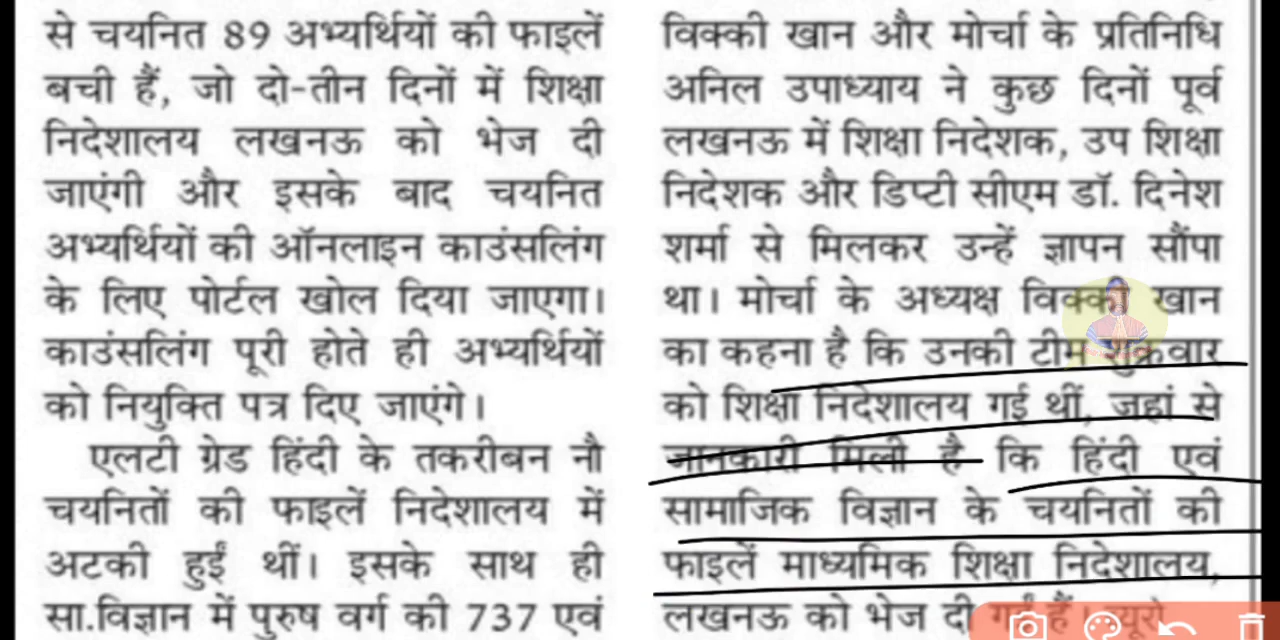 से चयनित 89 अभ्यर्थियों की फाइलें
बची हैं, जो दो-तीन दिनों में शिक्षा
निदेशालय लखनऊ को भेज दी
जाएंगी और इसके बाद चयनित
अभ्यर्थियों की ऑनलाइन काउंसलिंग
के लिए पोर्टल खोल दिया जाएगा।
काउंसलिंग पूरी होते ही अभ्यर्थियों
को नियुक्ति पत्र दिए जाएंगे।
एलटी ग्रेड हिंदी के तकरीबन नौ
चयनितों की फाइलें निदेशालय में
अटकी हुईं थीं। इसके साथ ही
सा.विज्ञान में पुरुष वर्ग की 737 एवं
विक्की खान और मोर्चा के प्रतिनिधि
अनिल उपाध्याय ने कुछ दिनों पूर्व
लखनऊ में शिक्षा निदेशक, उप शिक्षा
निदेशक और डिप्टी सीएम डॉ. दिनेश
शर्मा से मिलकर उन्हें ज्ञापन सौंपा
था। मोर्चा के अध्यक्ष विक्की खान
का कहना है कि उनकी टीम शुक्रवार
को शिक्षा निदेशालय गई थीं, जहां से
जानकारी मिली है कि हिंदी एवं
सामाजिक विज्ञान के चयनितों की
फाइलें माध्यमिक शिक्षा निदेशालय,
लखनऊ को भेज दी गईं हैं। ब्यूरो